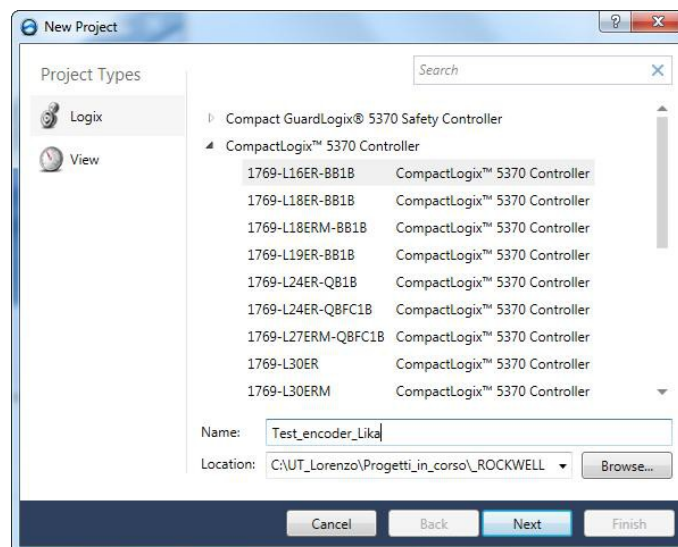 New Project
Project Types
Search
Logix
View
Compact GuardLogix® 5370 Safety Controller
CompactLogix™ 5370 Controller
1769-L16ER-BB1B CompactLogix™ 5370 Controller
1769-L18ER-BB1B CompactLogix™ 5370 Controller
1769-L18ERM-BB1B CompactLogix™ 5370 Controller
1769-L19ER-BB1B CompactLogix™ 5370 Controller
1769-L24ER-QB1B CompactLogix™ 5370 Controller
1769-L24ER-QBFC1B CompactLogix™ 5370 Controller
1769-L27ERM-QBFC1B CompactLogix™ 5370 Controller
1769-L30ER CompactLogix™ 5370 Controller
1769-L30ERM CompactLogix™ 5370 Controller
Name: Test_encoder_Lika
Location: C:\UT_Lorenzo\Progetti_in_corso\_ROCKWELL Browse...
Cancel Back Next Finish